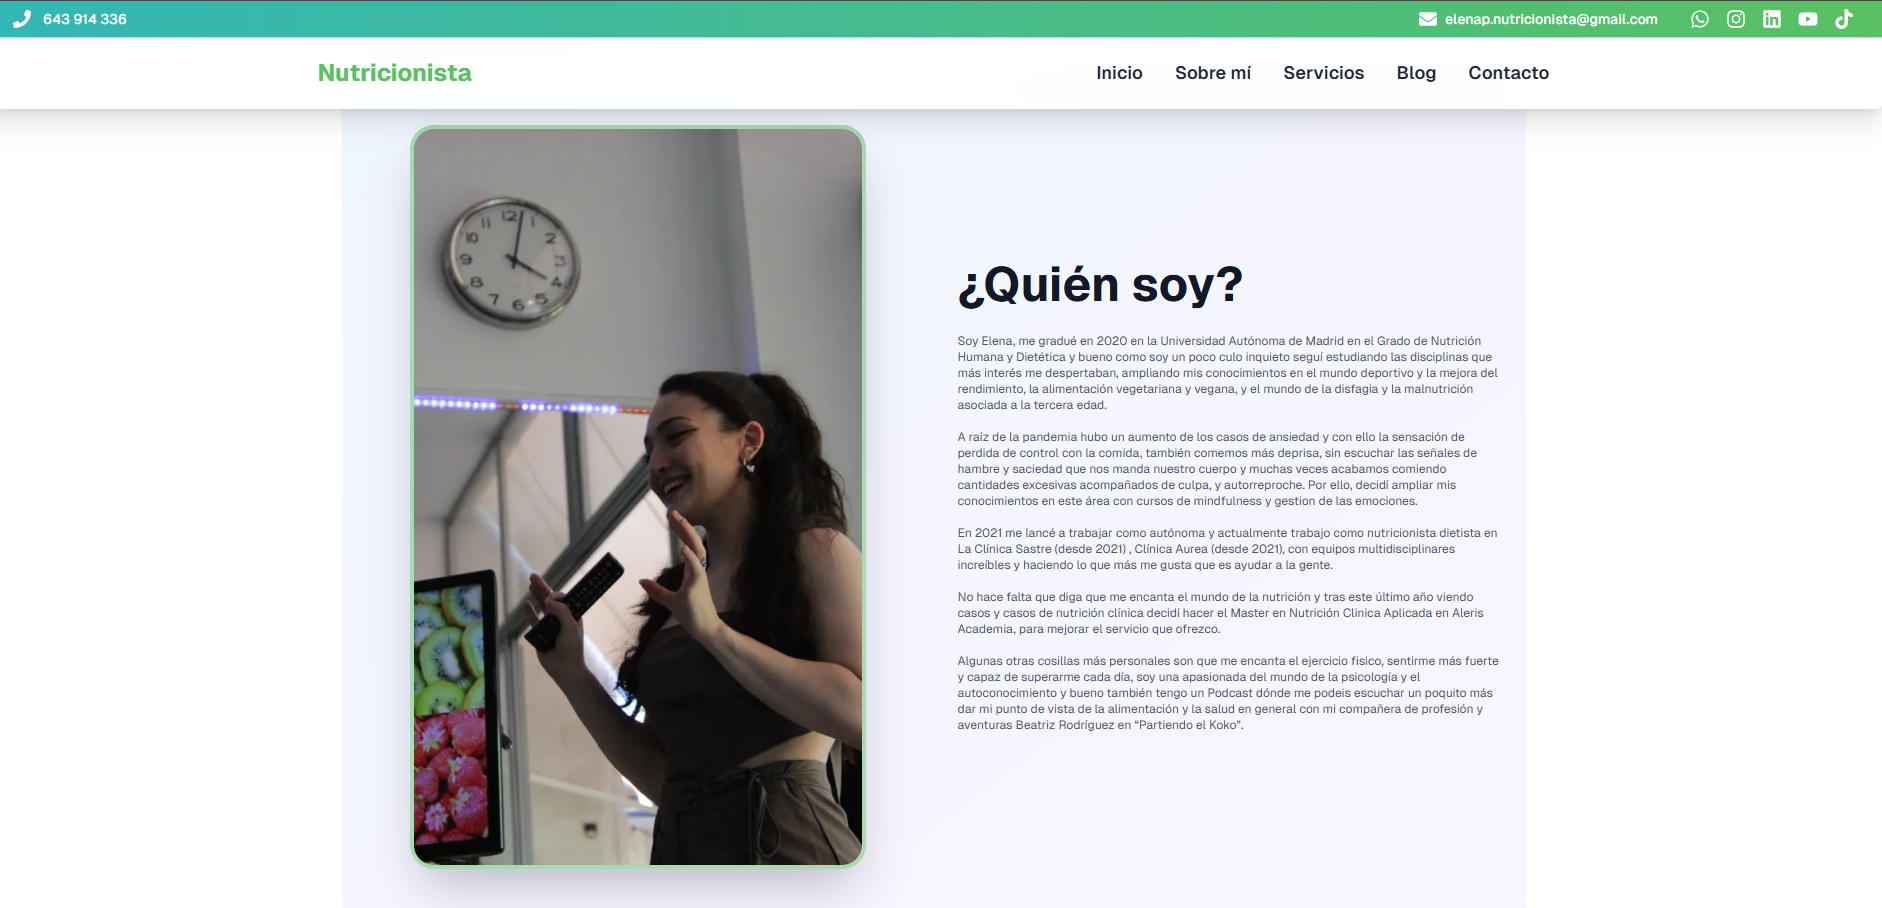 643 914 336
elenap.nutricionista@gmail.com
Nutricionista
Inicio
Sobre mí
Servicios
Blog
Contacto
12
1
2
3
4
5
6
7
8
9
10
11
¿Quién soy?
Soy Elena, me gradué en 2020 en la Universidad Autónoma de Madrid en el Grado de Nutrición
Humana y Dietética y bueno como soy un poco culo inquieto seguí estudiando las disciplinas que
más interés me despertaban, ampliando mis conocimientos en el mundo deportivo y la mejora del
rendimiento, la alimentación vegetariana y vegana, y el mundo de la disfagia y la malnutrición
asociada a la tercera edad.
A raíz de la pandemia hubo un aumento de los casos de ansiedad y con ello la sensación de
perdida de control con la comida, también comemos más deprisa, sin escuchar las señales de
hambre y saciedad que nos manda nuestro cuerpo y muchas veces acabamos comiendo
cantidades excesivas acompañados de culpa, y autorreproche. Por ello, decidí ampliar mis
conocimientos en este área con cursos de mindfulness y gestion de las emociones.
En 2021 me lancé a trabajar como autónoma y actualmente trabajo como nutricionista dietista en
La Clínica Sastre (desde 2021) , Clínica Aurea (desde 2021), con equipos multidisciplinares
increíbles y haciendo lo que más me gusta que es ayudar a la gente.
No hace falta que diga que me encanta el mundo de la nutrición y tras este último año viendo
casos y casos de nutrición clínica decidí hacer el Master en Nutrición Clinica Aplicada en Aleris
Academia, para mejorar el servicio que ofrezco.
Algunas otras cosillas más personales son que me encanta el ejercicio fisico, sentirme más fuerte
y capaz de superarme cada día, soy una apasionada del mundo de la psicología y el
autoconocimiento y bueno también tengo un Podcast dónde me podeis escuchar un poquito más
dar mi punto de vista de la alimentación y la salud en general con mi compañera de profesión y
aventuras Beatriz Rodríguez en “Partiendo el Koko”.